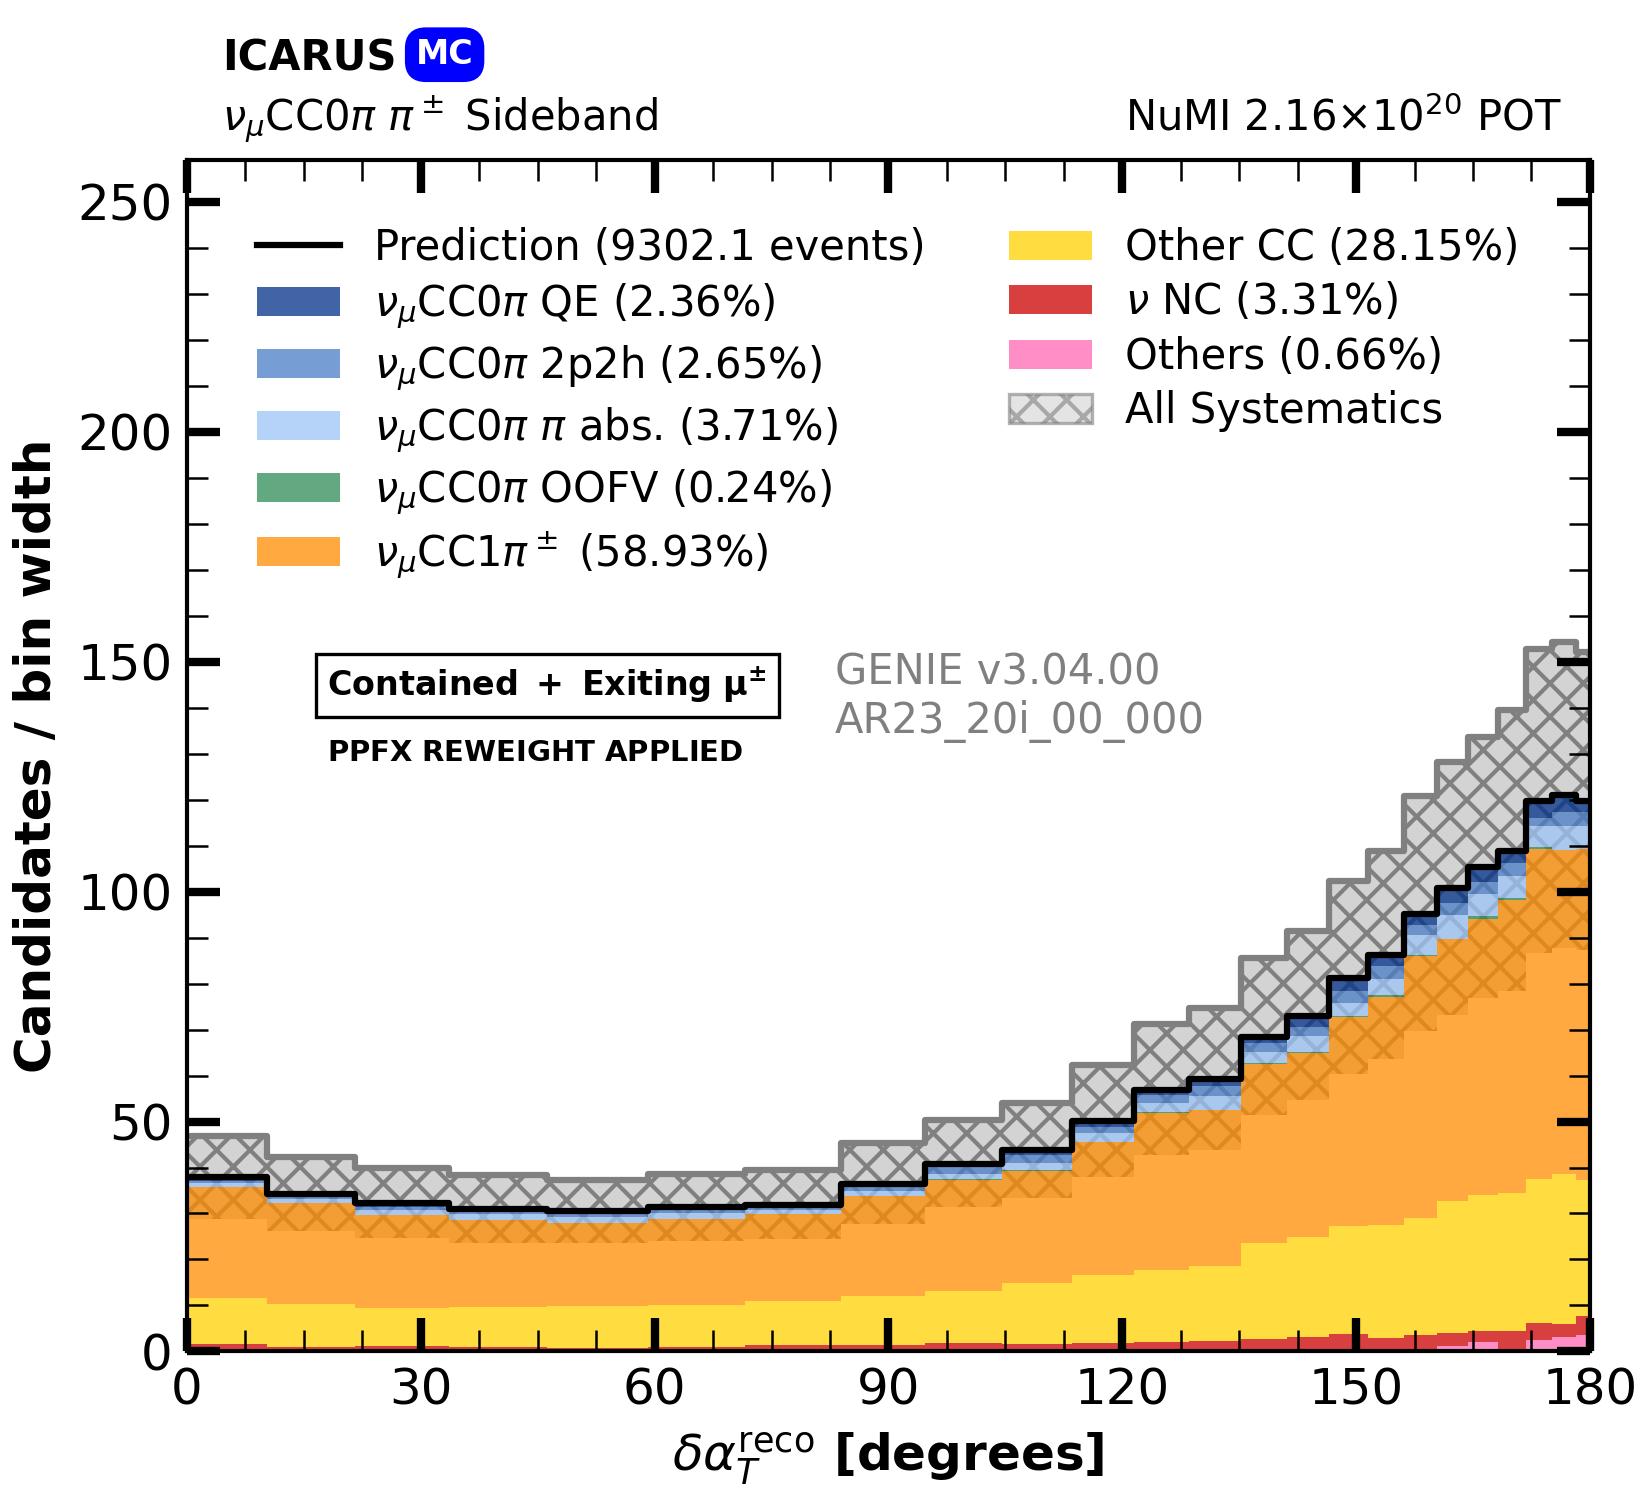 ICARUS MC
νμCC0π π± Sideband
NuMI 2.16×10²⁰ POT
Prediction (9302.1 events)
νμCC0π QE (2.36%)
νμCC0π 2p2h (2.65%)
νμCC0π π abs. (3.71%)
νμCC0π OOFV (0.24%)
νμCC1π± (58.93%)
Other CC (28.15%)
ν NC (3.31%)
Others (0.66%)
All Systematics
Contained + Exiting μ±
PPFX REWEIGHT APPLIED
GENIE v3.04.00
AR23_20i_00_000
Candidates / bin width
250
200
150
100
50
0
0 30 60 90 120 150 180
δα_T^reco [degrees]